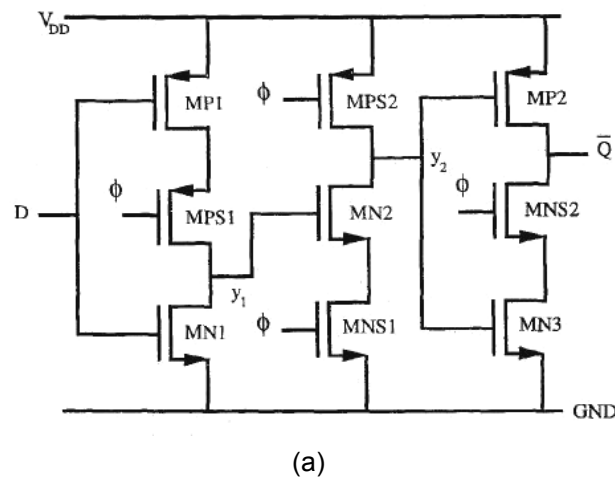 V_DD
MP1
ϕ
MPS2
MP2
Q̅
y_2
ϕ
ϕ
D
MPS1
MN2
MNS2
y_1
MN1
ϕ
MNS1
MN3
GND
(a)